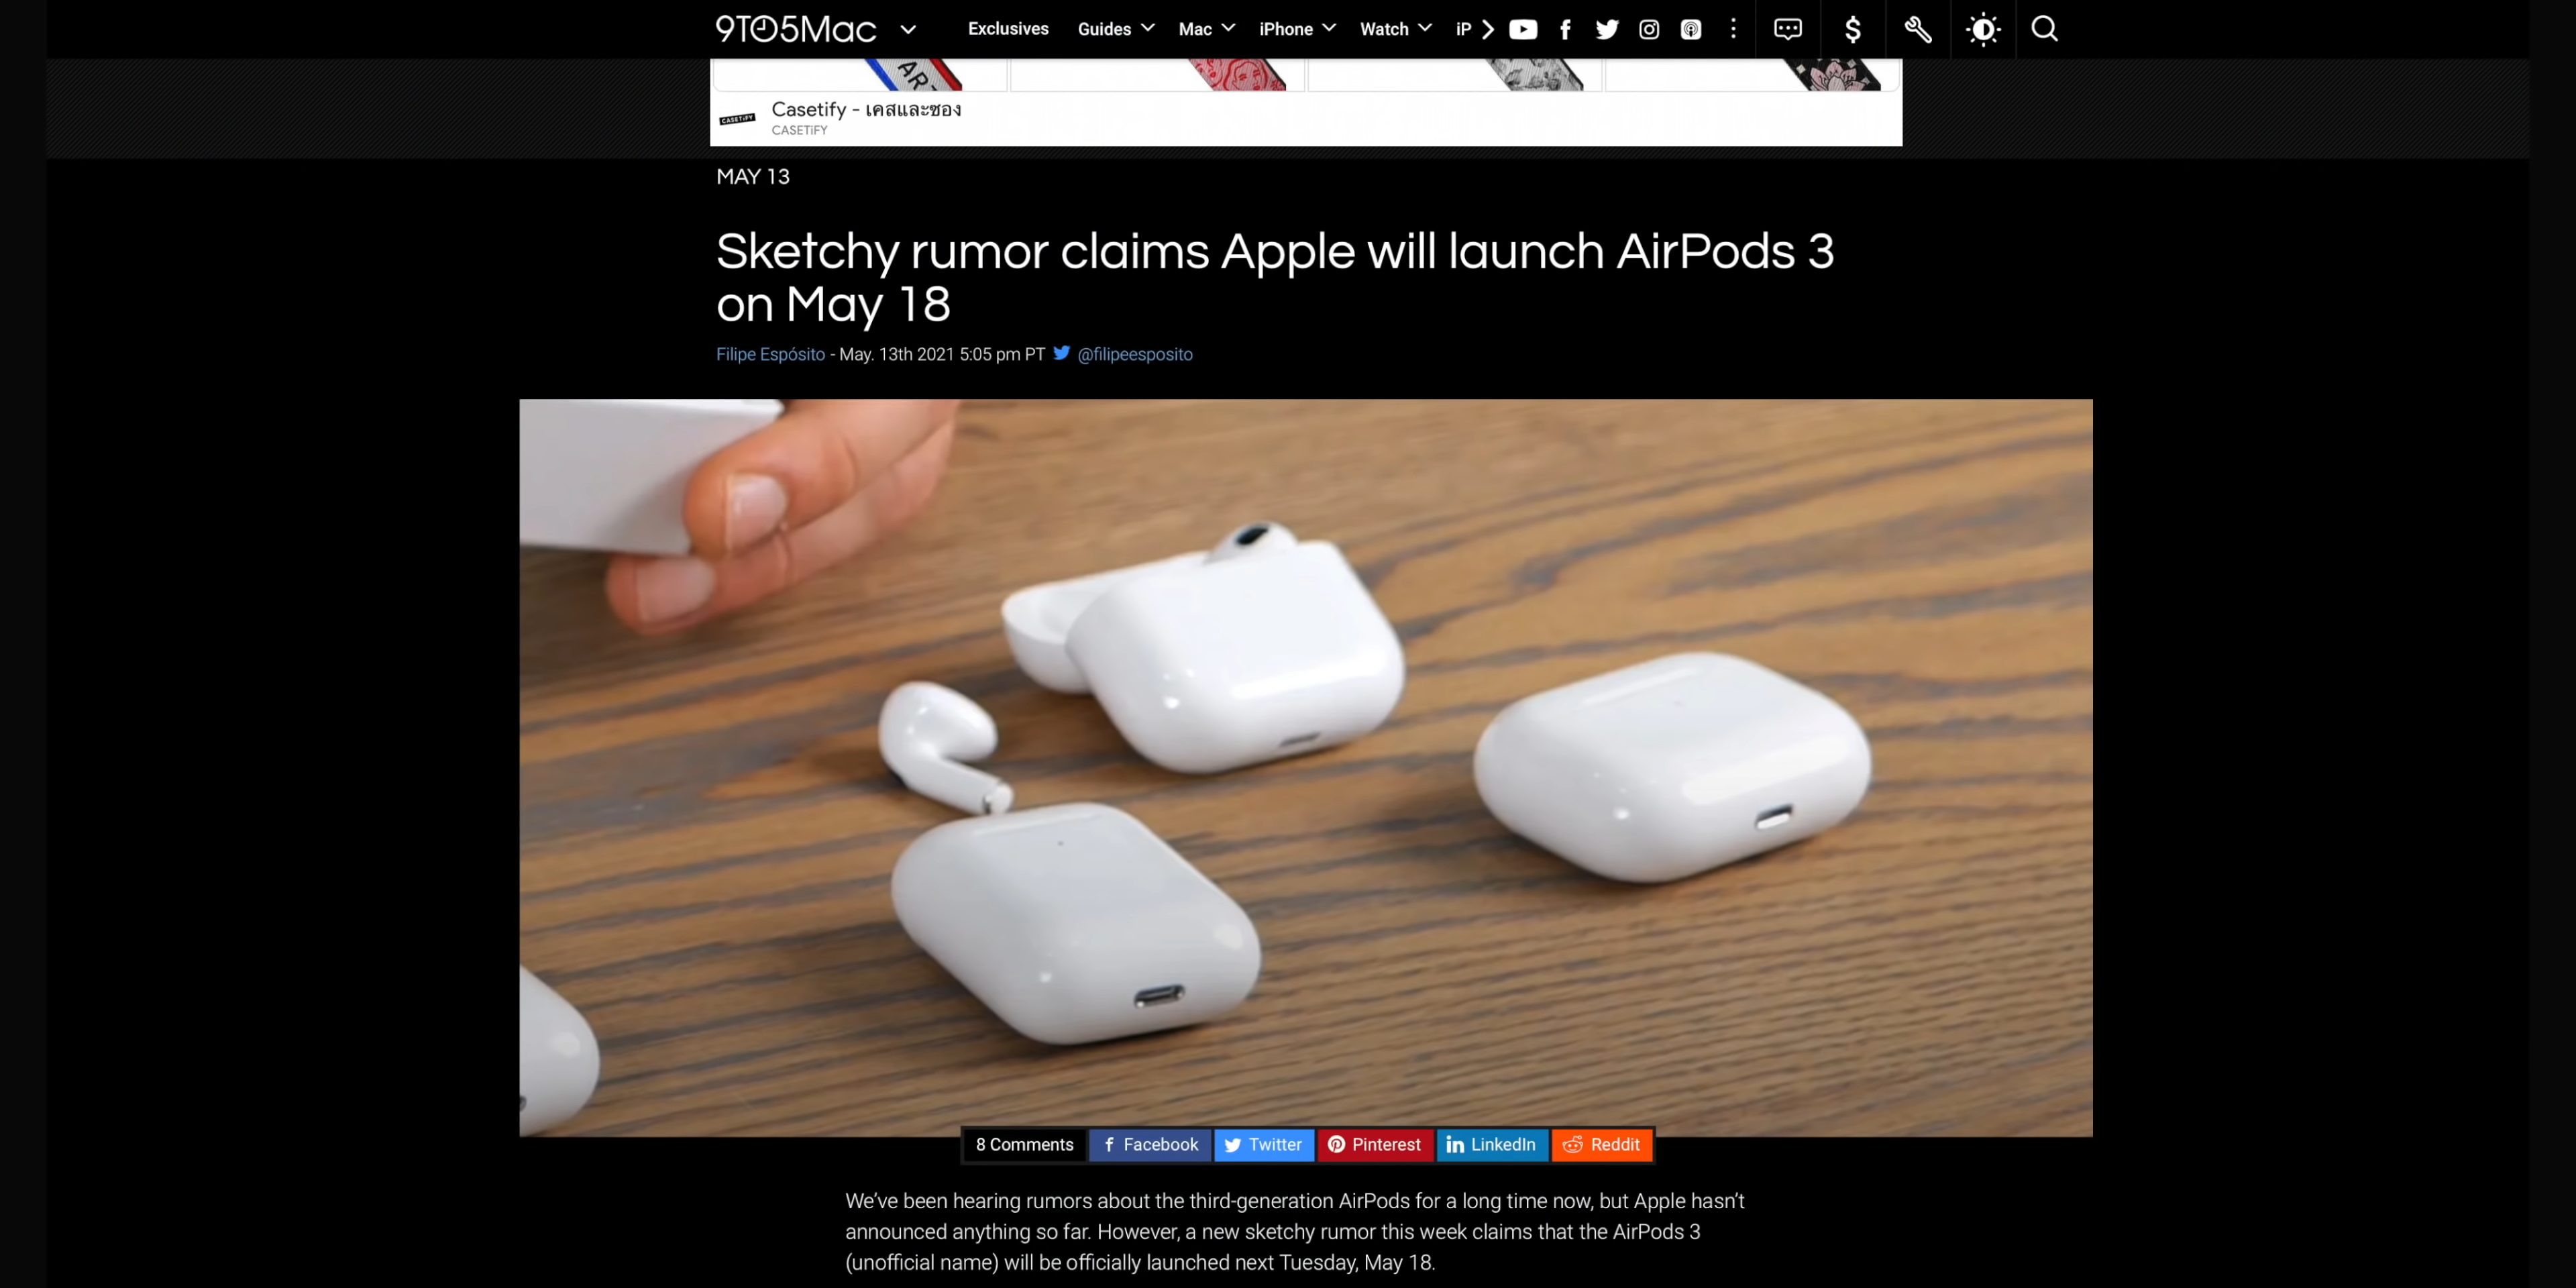 9TO5Mac Exclusives Guides Mac iPhone Watch iP
AR
CASETiFY
Casetify - เคสและซอง
CASETiFY
MAY 13
Sketchy rumor claims Apple will launch AirPods 3
on May 18
Filipe Espósito - May. 13th 2021 5:05 pm PT @filipeesposito
8 Comments Facebook Twitter Pinterest LinkedIn Reddit
We've been hearing rumors about the third-generation AirPods for a long time now, but Apple hasn't
announced anything so far. However, a new sketchy rumor this week claims that the AirPods 3
(unofficial name) will be officially launched next Tuesday, May 18.